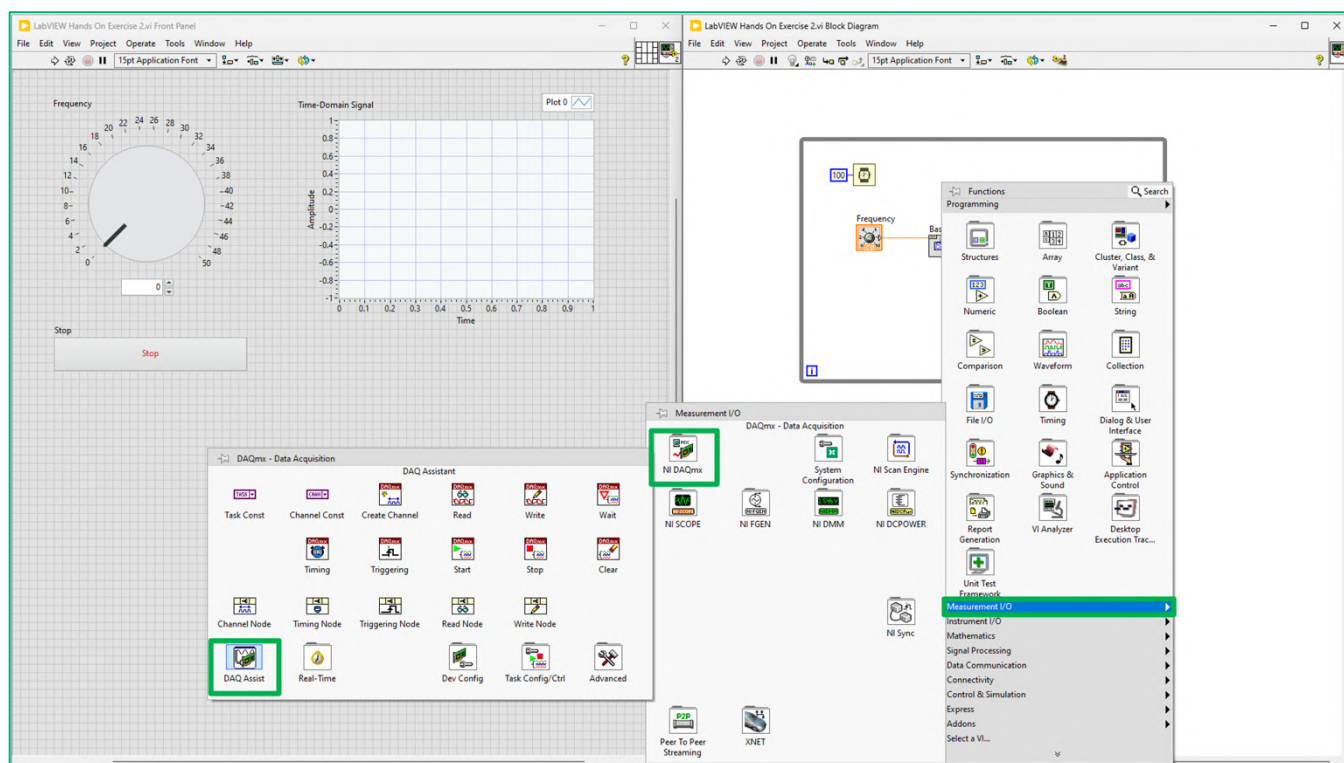 LabVIEW Hands On Exercise 2.vi Front Panel
File Edit View Project Operate Tools Window Help
15pt Application Font
Frequency
0 2 4 6 8 10 12 14 16 18 20 22 24 26 28 30 32 34 36 38 40 42 44 46 48 50
0
Stop
Stop
Time-Domain Signal
Plot 0
Amplitude
1
0.8
0.6
0.4
0.2
0
-0.2
-0.4
-0.6
-0.8
-1
0 0.1 0.2 0.3 0.4 0.5 0.6 0.7 0.8 0.9 1
Time
LabVIEW Hands On Exercise 2.vi Block Diagram
File Edit View Project Operate Tools Window Help
15pt Application Font
100
Frequency
Bas
i
Functions
Search
Programming
Structures
Array
Cluster, Class, &
Variant
Numeric
Boolean
String
Comparison
Waveform
Collection
File I/O
Timing
Dialog & User
Interface
Synchronization
Graphics &
Sound
Application
Control
Report
Generation
VI Analyzer
Desktop
Execution Trac...
Unit Test
Framework
Measurement I/O
Instrument I/O
Mathematics
Signal Processing
Data Communication
Connectivity
Control & Simulation
Express
Addons
Select a VI...
Measurement I/O
DAQmx - Data Acquisition
NI DAQmx
System
Configuration
NI Scan Engine
NI SCOPE
NI FGEN
NI DMM
NI DCPOWER
NI Sync
P2P
Peer To Peer
Streaming
XNET
DAQmx - Data Acquisition
DAQ Assistant
Task Const
Channel Const
Create Channel
Read
Write
Wait
Timing
Triggering
Start
Stop
Clear
Channel Node
Timing Node
Triggering Node
Read Node
Write Node
DAQ Assist
Real-Time
Dev Config
Task Config/Ctrl
Advanced